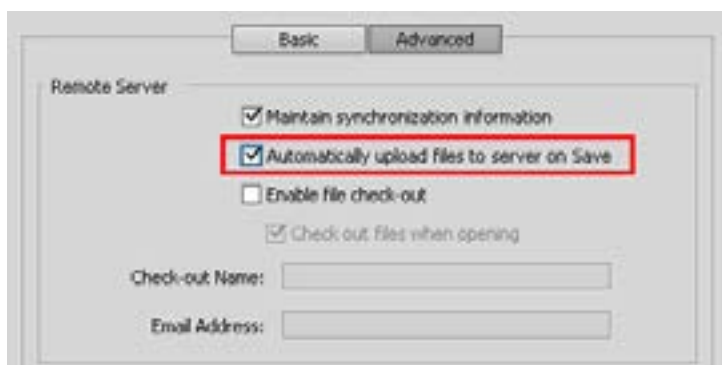 Basic Advanced
Remote Server
Maintain synchronization information
Automatically upload files to server on Save
Enable file check-out
Check out files when opening
Check-out Name:
Email Address: